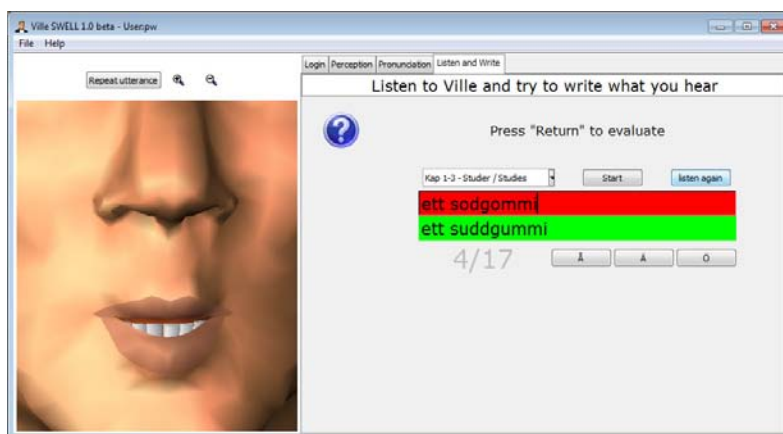 Ville SWELL 1.0 beta - User:pw
File Help
Repeat utterance
Login Perception Pronunciation Listen and Write
Listen to Ville and try to write what you hear
Press "Return" to evaluate
Kap 1-3 - Studier / Studies Start listen again
ett sodgommi
ett suddgummi
4/17